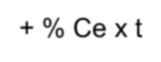 + % Ce x t